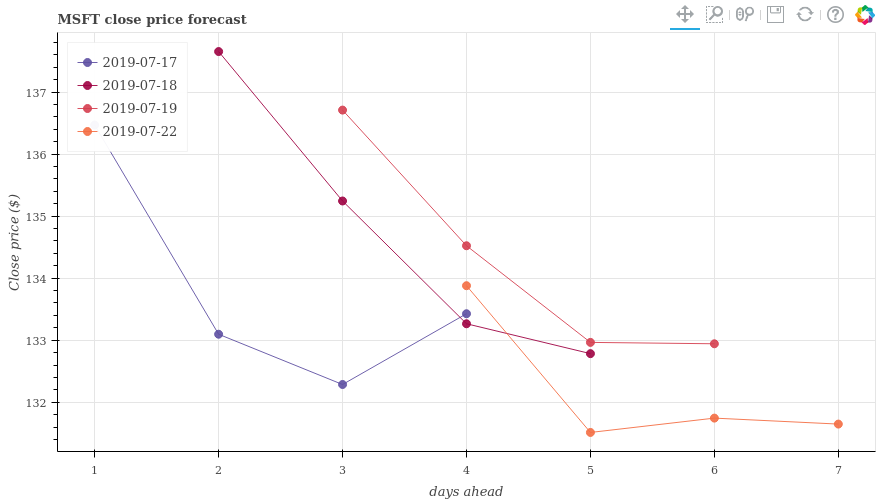 MSFT close price forecast
2019-07-17
2019-07-18
2019-07-19
2019-07-22
137
136
135
134
133
132
Close price ($)
1 2 3 4 5 6 7
days ahead